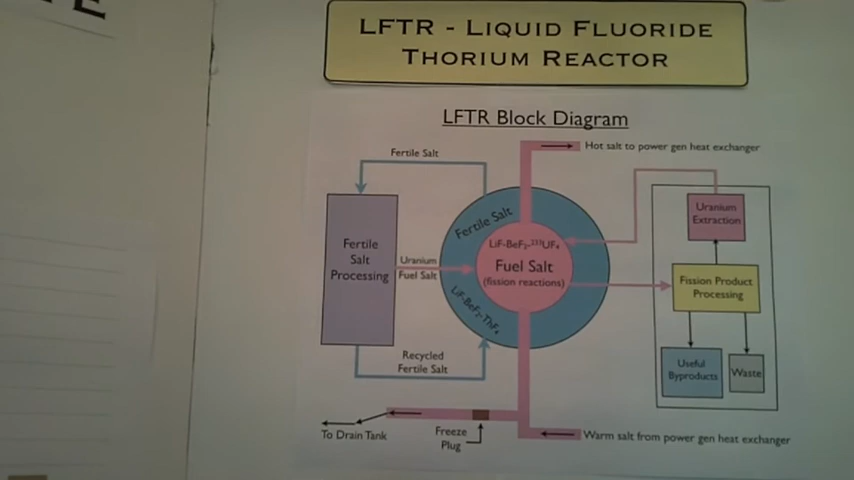 LFTR - LIQUID FLUORIDE
THORIUM REACTOR
LFTR Block Diagram
Hot salt to power gen heat exchanger
Fertile Salt
Fertile Salt
Uranium
Extraction
LiF-BeF₂-²³³UF₄
Fuel Salt
(fission reactions)
Fertile
Salt
Processing
Uranium
Fuel Salt
Fission Product
Processing
LiF-BeF₂-ThF₄
Recycled
Fertile Salt
Useful
Byproducts
Waste
To Drain Tank
Freeze
Plug
Warm salt from power gen heat exchanger